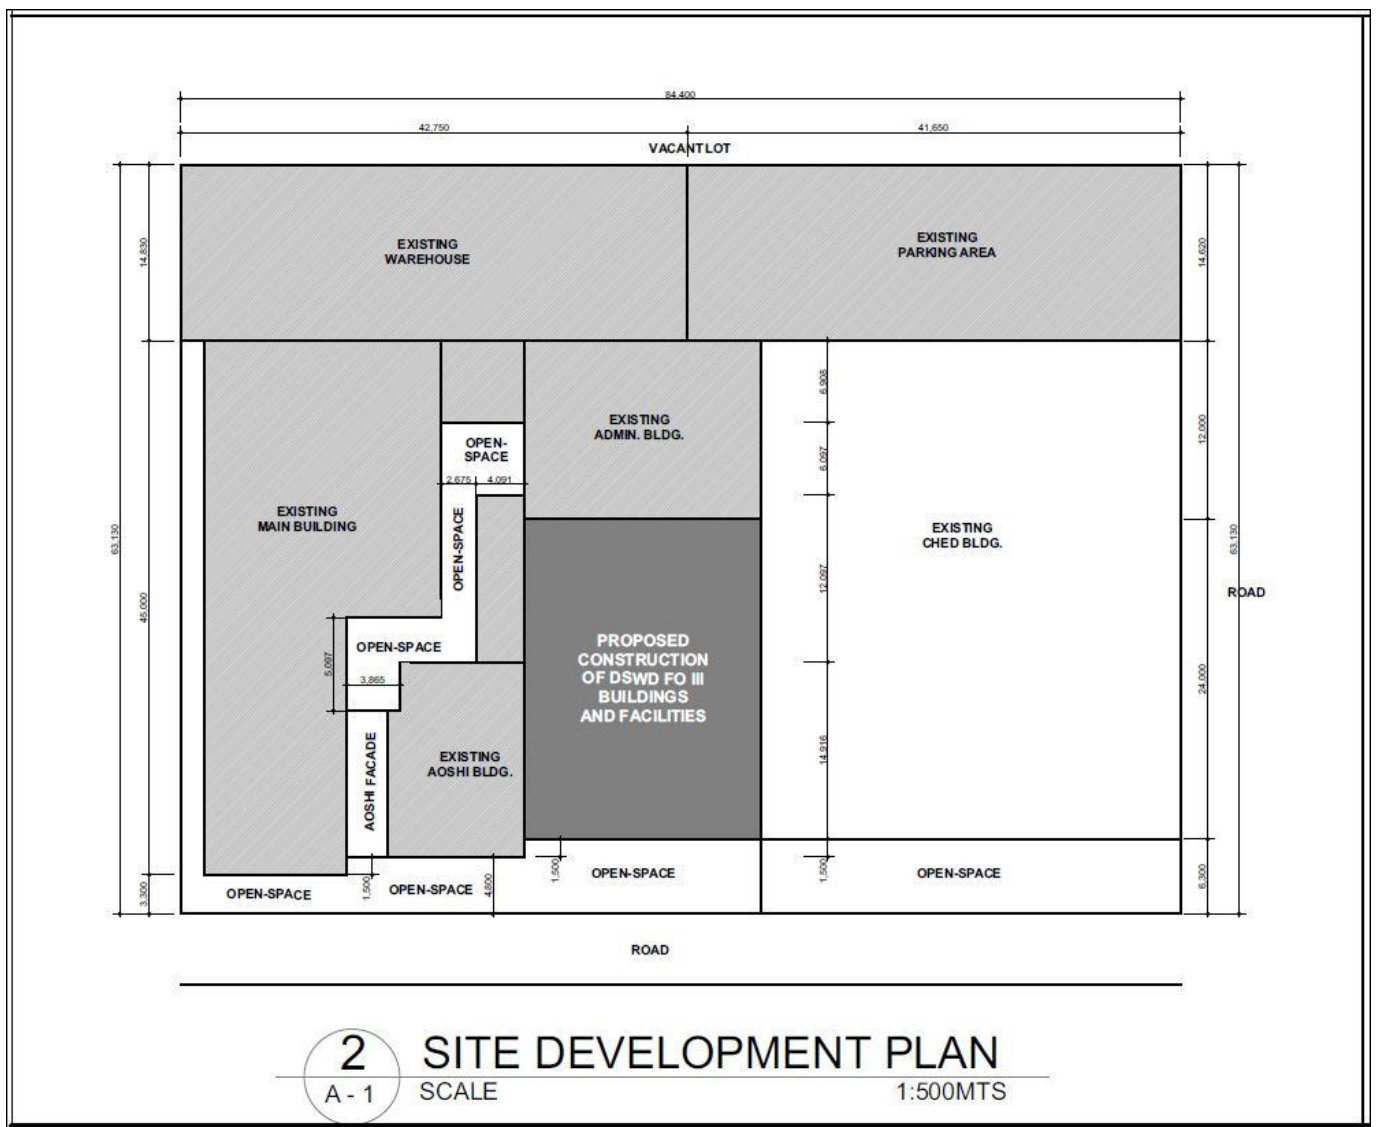 84.400
42,750
41,650
VACANT LOT
EXISTING
WAREHOUSE
EXISTING
PARKING AREA
14,830
14,620
EXISTING
ADMIN. BLDG.
6,908
12,000
OPEN-
SPACE
6,097
2,675
4,091
EXISTING
MAIN BUILDING
OPEN-SPACE
EXISTING
CHED BLDG.
63,130
63,130
12,097
45,000
ROAD
OPEN-SPACE
5,097
3,865
PROPOSED
CONSTRUCTION
OF DSWD FO III
BUILDINGS
AND FACILITIES
24,000
AOSHI FACADE
EXISTING
AOSHI BLDG.
14,916
3,300
OPEN-SPACE
1,500
OPEN-SPACE
4,800
1,500
OPEN-SPACE
1,500
OPEN-SPACE
6,300
ROAD
2
A - 1
SITE DEVELOPMENT PLAN
SCALE
1:500MTS